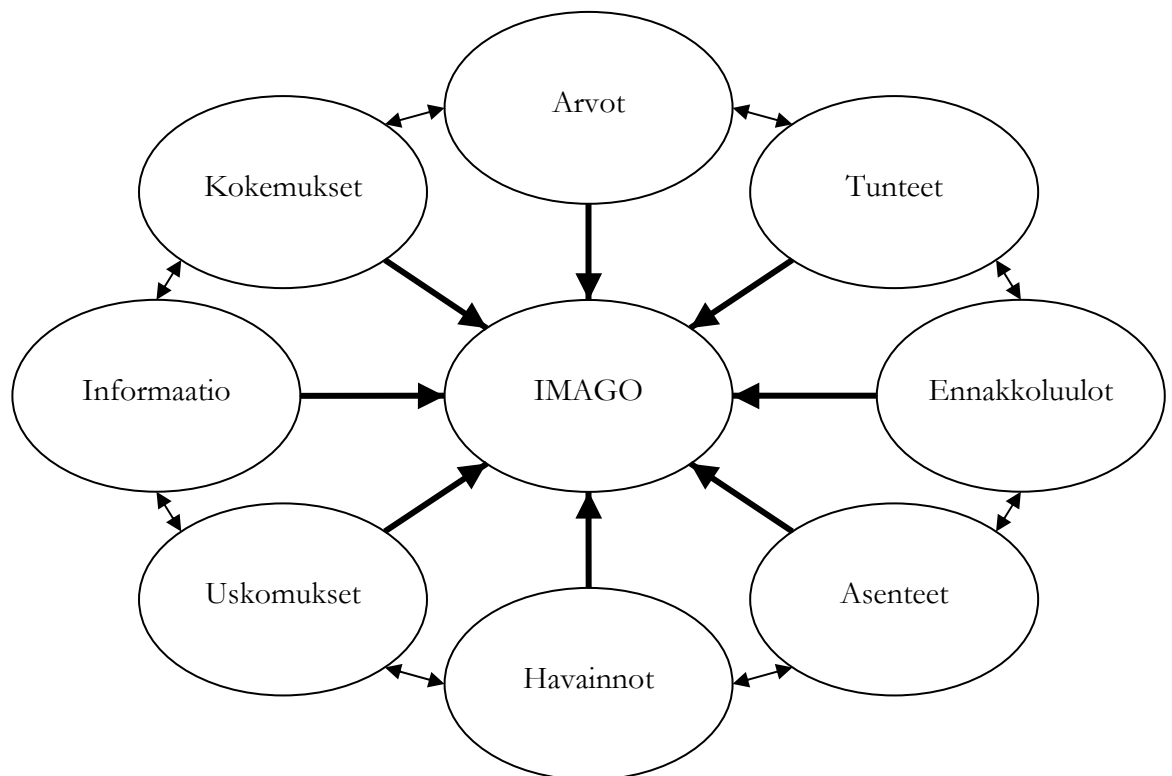 Arvot
Kokemukset
Tunteet
Informaatio
IMAGO
Ennakkoluulot
Uskomukset
Asenteet
Havainnot